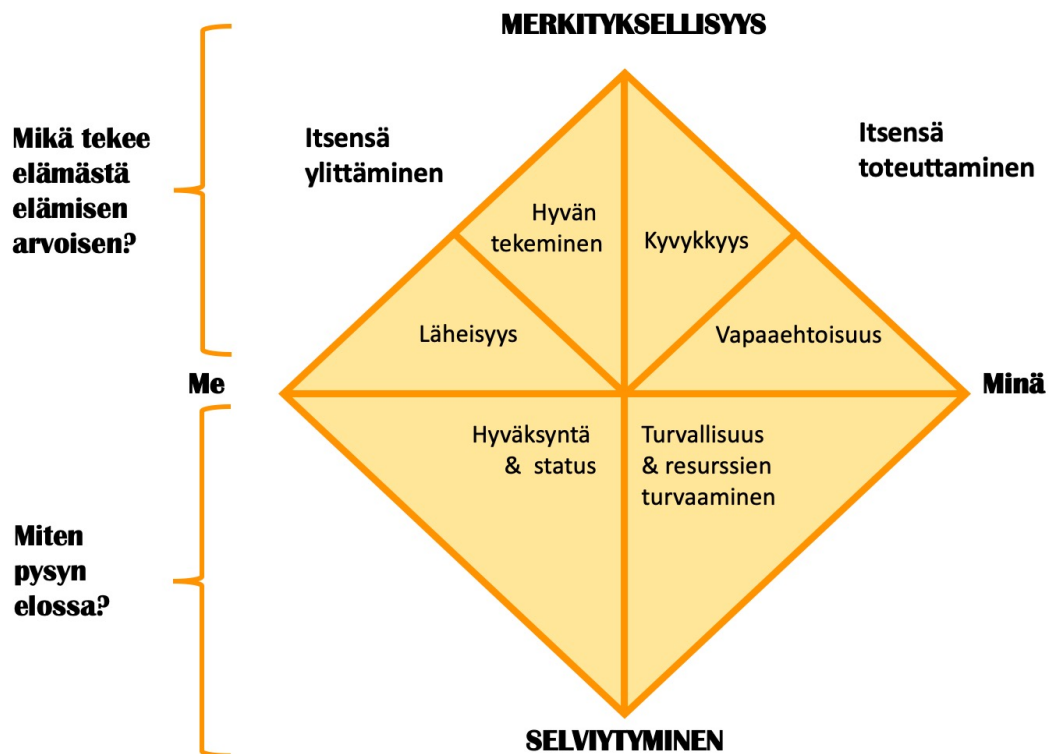 MERKITYKSELLISYYS
Mikä tekee
elämästä
elämisen
arvoisen?
Itsensä
ylittäminen
Itsensä
toteuttaminen
Hyvän
tekeminen
Kyvykkyys
Läheisyys
Vapaaehtoisuus
Me
Minä
Hyväksyntä
& status
Turvallisuus
& resurssien
turvaaminen
Miten
pysyn
elossa?
SELVIYTYMINEN